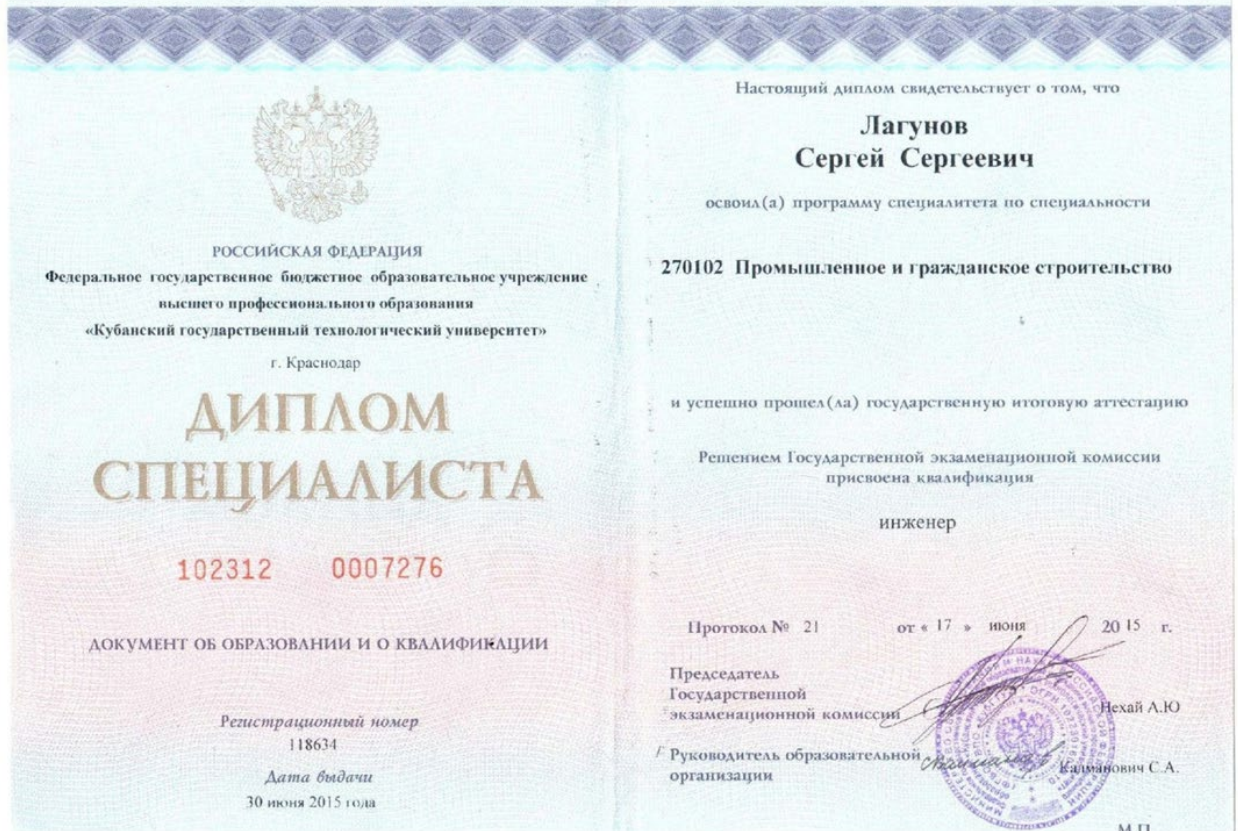 РОССИЙСКАЯ ФЕДЕРАЦИЯ
Федеральное государственное бюджетное образовательное учреждение
высшего профессионального образования
«Кубанский государственный технологический университет»
г. Краснодар
ДИПЛОМ
СПЕЦИАЛИСТА
102312 0007276
ДОКУМЕНТ ОБ ОБРАЗОВАНИИ И О КВАЛИФИКАЦИИ
Регистрационный номер
118634
Дата выдачи
30 июня 2015 года
Настоящий диплом свидетельствует о том, что
Лагунов
Сергей Сергеевич
освоил(а) программу специалитета по специальности
270102 Промышленное и гражданское строительство
и успешно прошел(ла) государственную итоговую аттестацию
Решением Государственной экзаменационной комиссии
присвоена квалификация
инженер
Протокол № 21 от « 17 » июня 20 15 г.
Председатель
Государственной
экзаменационной комиссии Нехай А.Ю
Руководитель образовательной
организации Калманович С.А.
М.П.